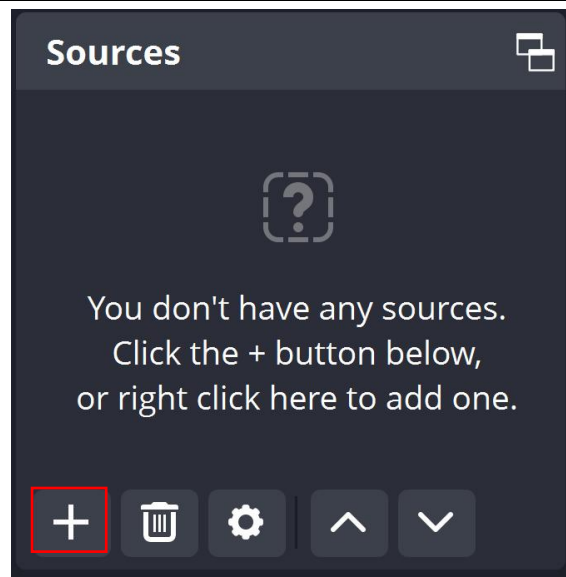 Sources
You don't have any sources.
Click the + button below,
or right click here to add one.